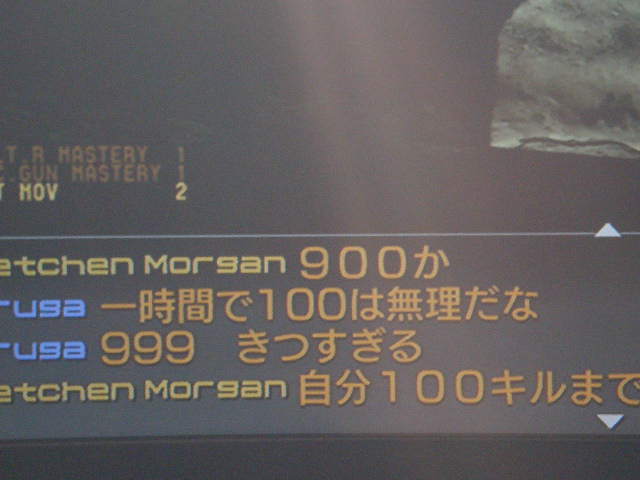 .T.R MASTERY 1
.GUN MASTERY 1
T MOV 2
etchen Morgan 900か
ruga 一時間で100は無理だな
ruga 999 きつすぎる
etchen Morgan 自分100キルまで